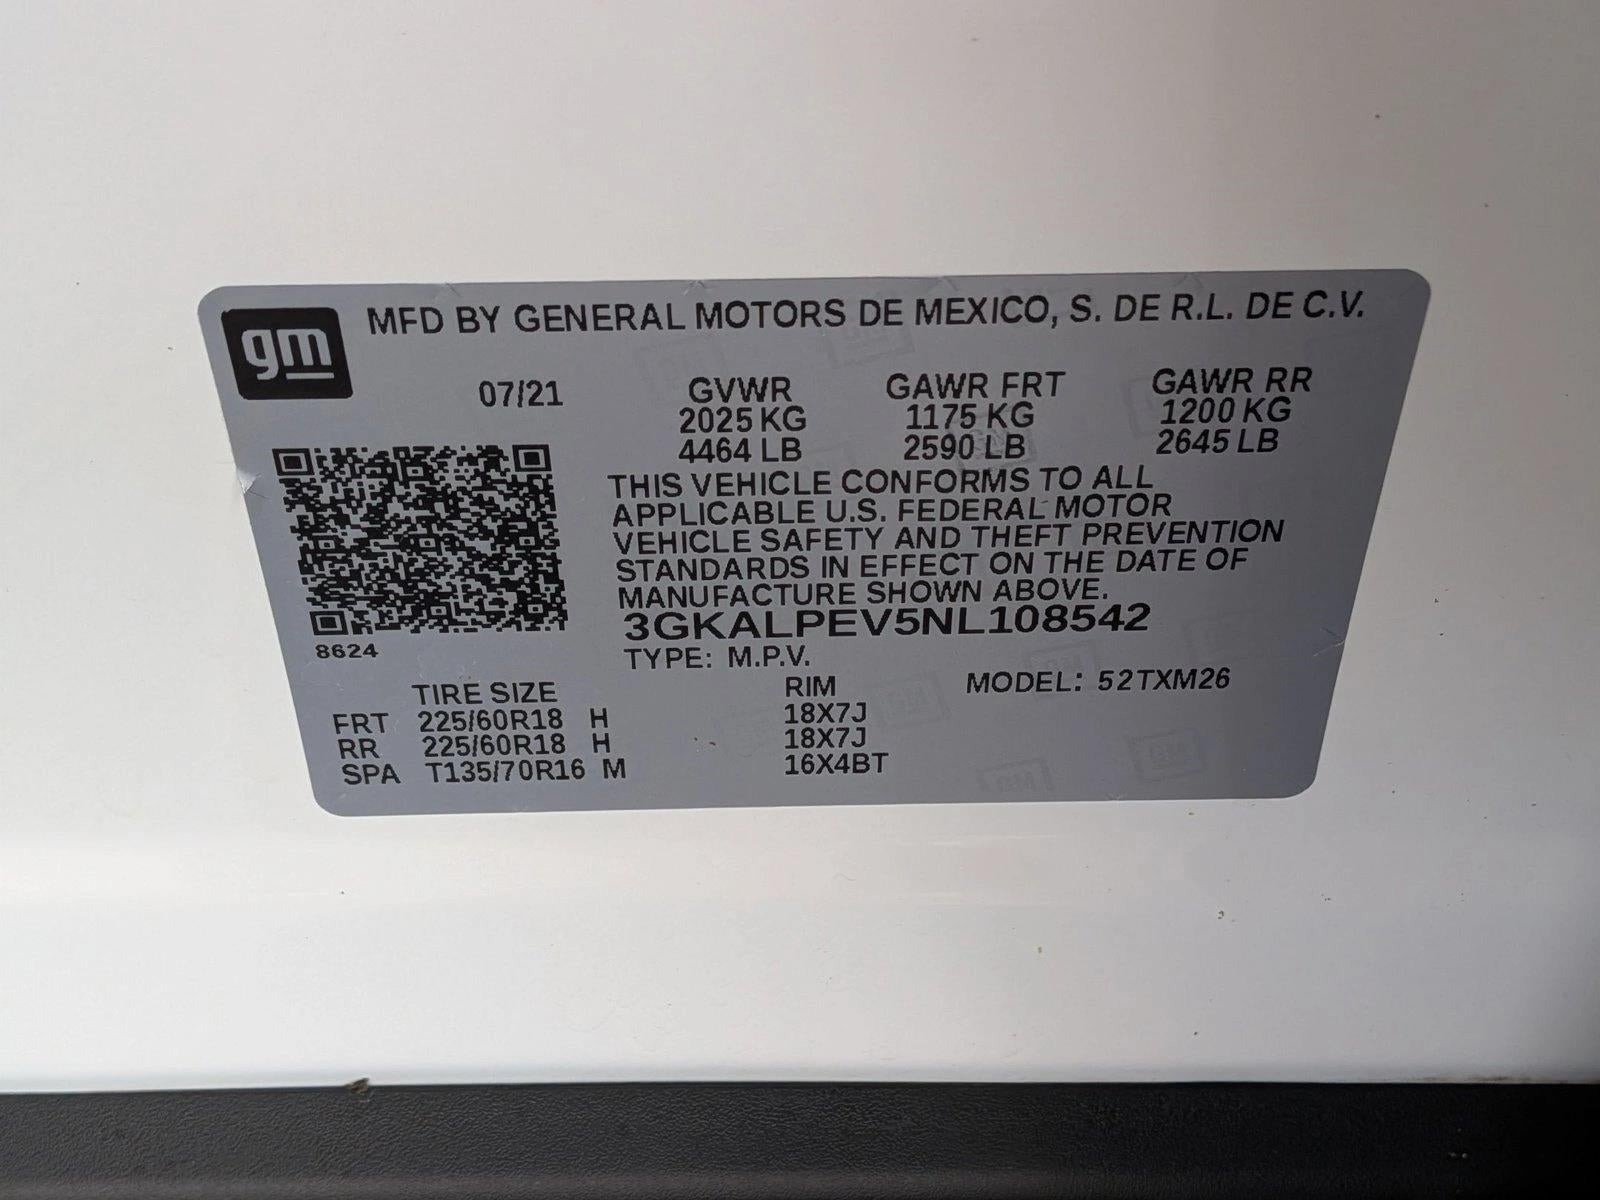 gm
MFD BY GENERAL MOTORS DE MEXICO, S. DE R.L. DE C.V.
07/21 GVWR GAWR FRT GAWR RR
2025 KG 1175 KG 1200 KG
4464 LB 2590 LB 2645 LB
THIS VEHICLE CONFORMS TO ALL
APPLICABLE U.S. FEDERAL MOTOR
VEHICLE SAFETY AND THEFT PREVENTION
STANDARDS IN EFFECT ON THE DATE OF
MANUFACTURE SHOWN ABOVE.
3GKALPEV5NL108542
8624
TYPE: M.P.V.
TIRE SIZE RIM MODEL: 52TXM26
FRT 225/60R18 H 18X7J
RR 225/60R18 H 18X7J
SPA T135/70R16 M 16X4BT